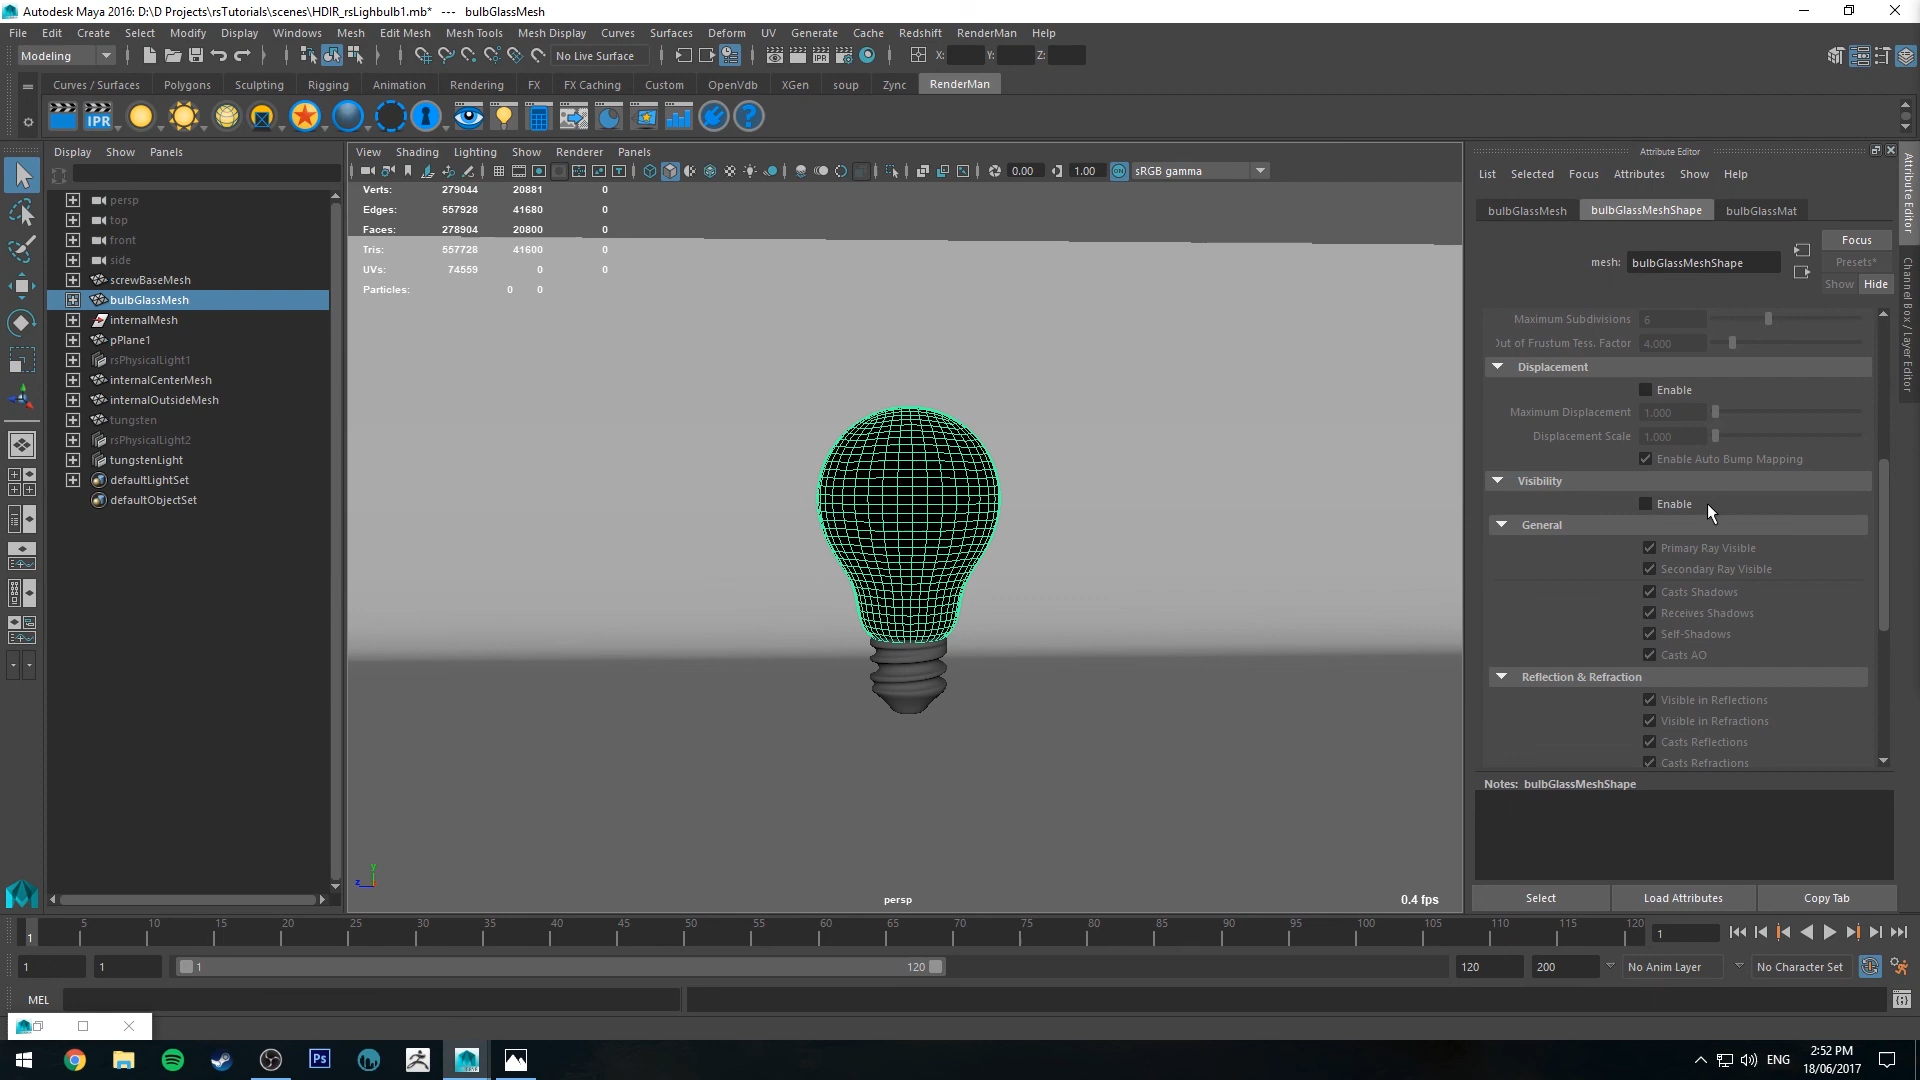 Autodesk Maya 2016: D:\D Projects\rsTutorials\scenes\HDIR_rsLighbulb1.mb* --- bulbGlassMesh
File Edit Create Select Modify Display Windows Mesh Edit Mesh Mesh Tools Mesh Display Curves Surfaces Deform UV Generate Cache Redshift RenderMan Help
Modeling No Live Surface IPR X: Y: Z:
Curves / Surfaces Polygons Sculpting Rigging Animation Rendering FX FX Caching Custom OpenVdb XGen soup Zync RenderMan
IPR ?
Display Show Panels
View Shading Lighting Show Renderer Panels
0.00 1.00 ON sRGB gamma
persp
top
front
side
screwBaseMesh
bulbGlassMesh
internalMesh
pPlane1
rsPhysicalLight1
internalCenterMesh
internalOutsideMesh
tungsten
rsPhysicalLight2
tungstenLight
defaultLightSet
defaultObjectSet
Verts: 279044 20881 0
Edges: 557928 41680 0
Faces: 278904 20800 0
Tris: 557728 41600 0
UVs: 74559 0 0
Particles: 0 0
y
z
persp
0.4 fps
Attribute Editor
List Selected Focus Attributes Show Help
bulbGlassMesh bulbGlassMeshShape bulbGlassMat
mesh: bulbGlassMeshShape
Focus
Presets*
Show Hide
Maximum Subdivisions 6
Out of Frustum Tess. Factor 4.000
Displacement
Enable
Maximum Displacement 1.000
Displacement Scale 1.000
Enable Auto Bump Mapping
Visibility
Enable
General
Primary Ray Visible
Secondary Ray Visible
Casts Shadows
Receives Shadows
Self-Shadows
Casts AO
Reflection & Refraction
Visible in Reflections
Visible in Refractions
Casts Reflections
Casts Refractions
Notes: bulbGlassMeshShape
Select Load Attributes Copy Tab
Attribute Editor
Channel Box / Layer Editor
1 5 10 15 20 25 30 35 40 45 50 55 60 65 70 75 80 85 90 95 100 105 110 115 120 1
1 1 1 120 120 200 No Anim Layer No Character Set
MEL
Ps
ENG
2:52 PM
18/06/2017